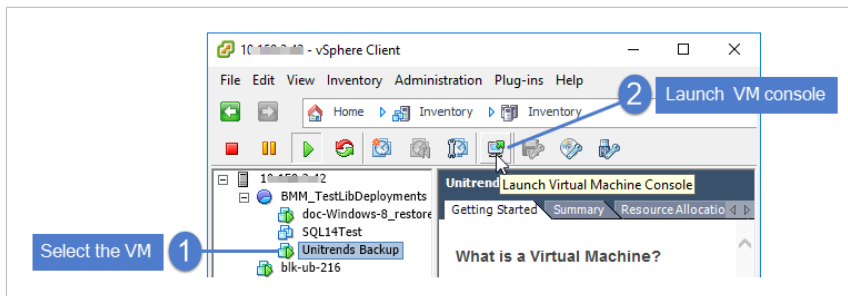 - vSphere Client
File Edit View Inventory Administration Plug-ins Help
2 Launch VM console
Home Inventory Inventory
Launch Virtual Machine Console
BMM_TestLibDeployments
doc-Windows-8_restore
SQL14Test
Select the VM 1 Unitrends Backup
blk-ub-216
Getting Started Summary Resource Allocatio
What is a Virtual Machine?